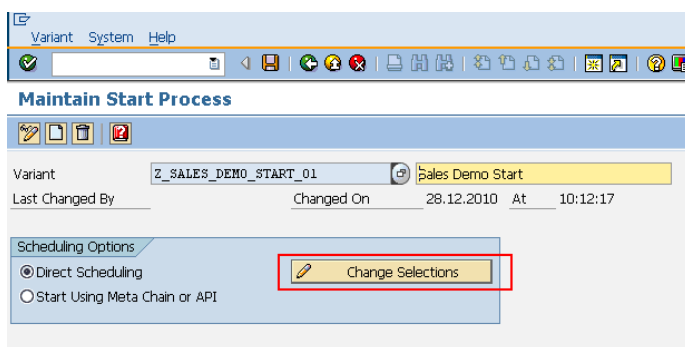 Variant System Help
Maintain Start Process
Variant Z_SALES_DEMO_START_01 Sales Demo Start
Last Changed By Changed On 28.12.2010 At 10:12:17
Scheduling Options
Direct Scheduling Change Selections
Start Using Meta Chain or API